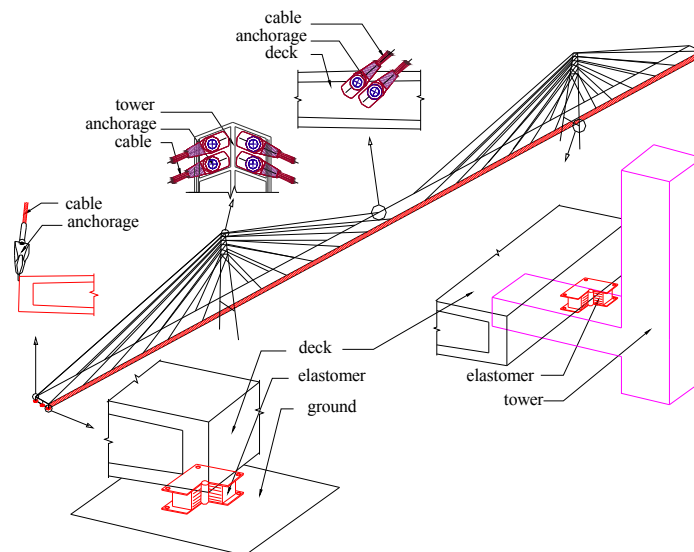 cable
anchorage
deck
tower
anchorage
cable
cable
anchorage
deck
elastomer
ground
elastomer
tower